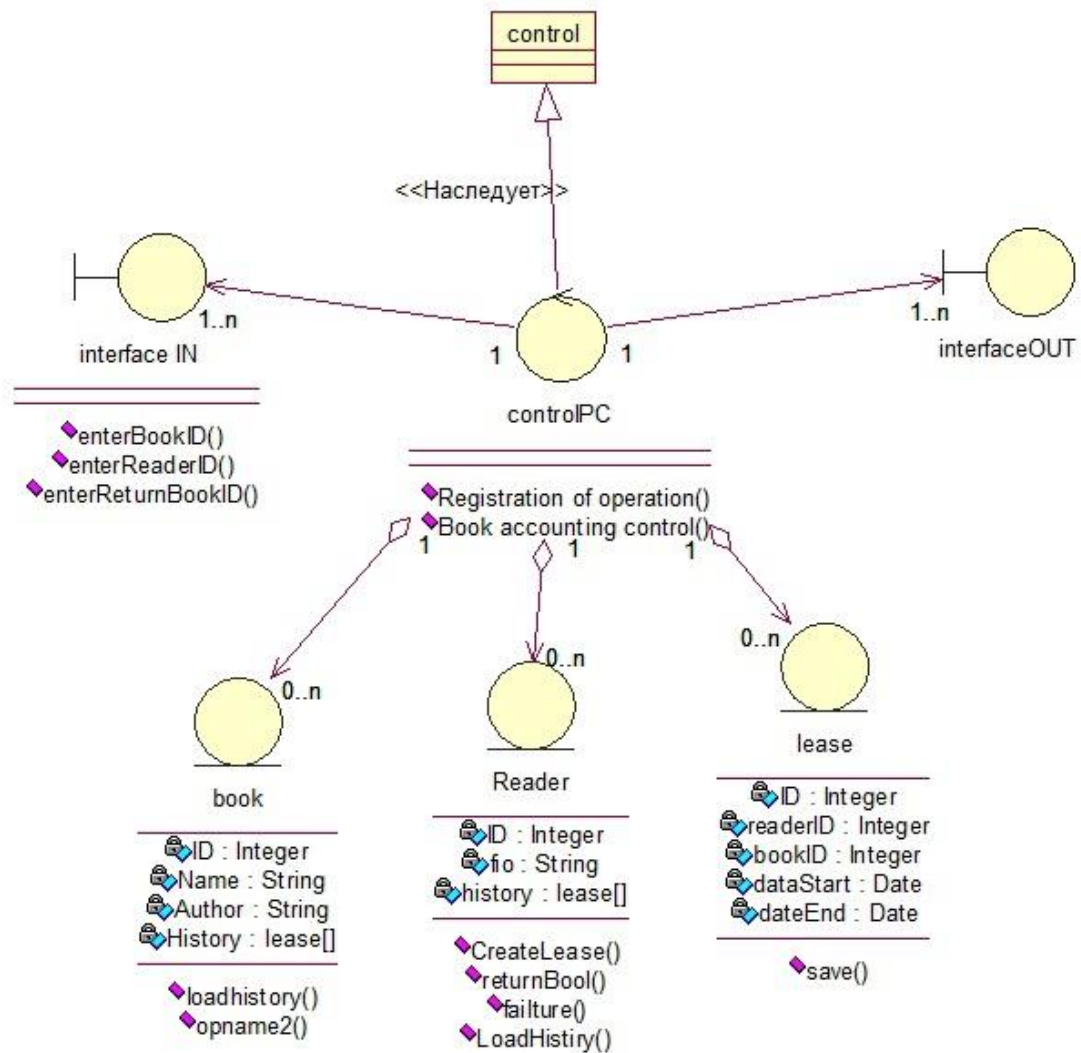 control
<<Наследует>>
1..n
1
1
1..n
interface IN
interfaceOUT
controlPC
enterBookID()
enterReaderID()
enterReturnBookID()
Registration of operation()
Book accounting control()
1
1
1
0..n
0..n
0..n
book
ID : Integer
Name : String
Author : String
History : lease[]
loadhistory()
opname2()
Reader
ID : Integer
fio : String
history : lease[]
CreateLease()
returnBool()
failture()
LoadHistiry()
lease
ID : Integer
readerID : Integer
bookID : Integer
dataStart : Date
dateEnd : Date
save()